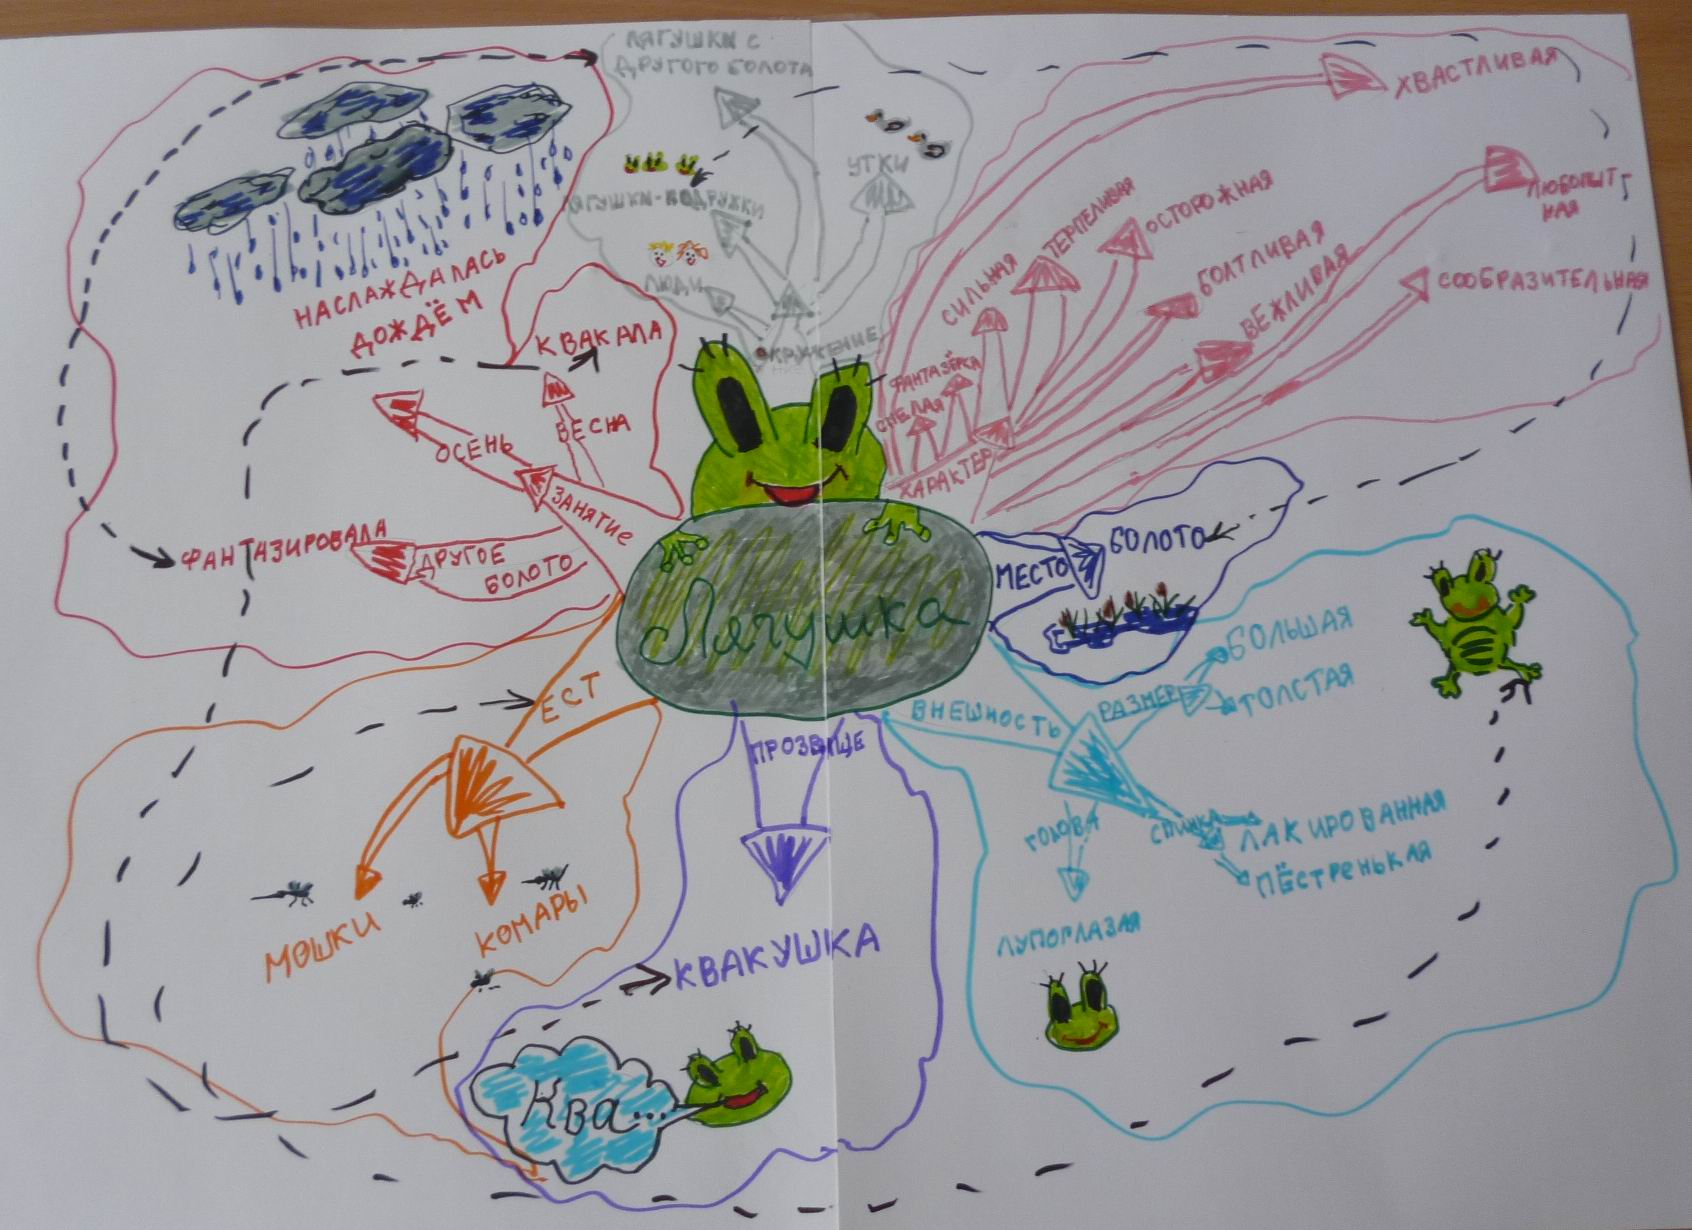 ЛЯГУШКИ С
ДРУГОГО БОЛОТА
УТКИ
ЛЯГУШКИ-ПОДРУЖКИ
ЛЮДИ
ОКРУЖЕНИЕ
ХВАСТЛИВАЯ
ЛЮБОПЫТ
НАЯ
ТЕРПЕЛИВАЯ
ОСТОРОЖНАЯ
СИЛЬНАЯ
БОЛТЛИВАЯ
ВЕЖЛИВАЯ
СООБРАЗИТЕЛЬНАЯ
ФАНТАЗЁРКА
СМЕЛАЯ
ХАРАКТЕР
НАСЛАЖДАЛАСЬ
ДОЖДЁМ
КВАКАЛА
ОСЕНЬ
ВЕСНА
ЗАНЯТИЕ
ФАНТАЗИРОВАЛА
ДРУГОЕ
БОЛОТО
МЕСТО
БОЛОТО
Лягушка
ЕСТ
МОШКИ
КОМАРЫ
ПРОЗВИЩЕ
КВАКУШКА
Ква...
ВНЕШНОСТЬ
РАЗМЕР
БОЛЬШАЯ
ТОЛСТАЯ
ГОЛОВА
СПИНКА
ЛАКИРОВАННАЯ
ПЁСТРЕНЬКАЯ
ЛУПОГЛАЗАЯ